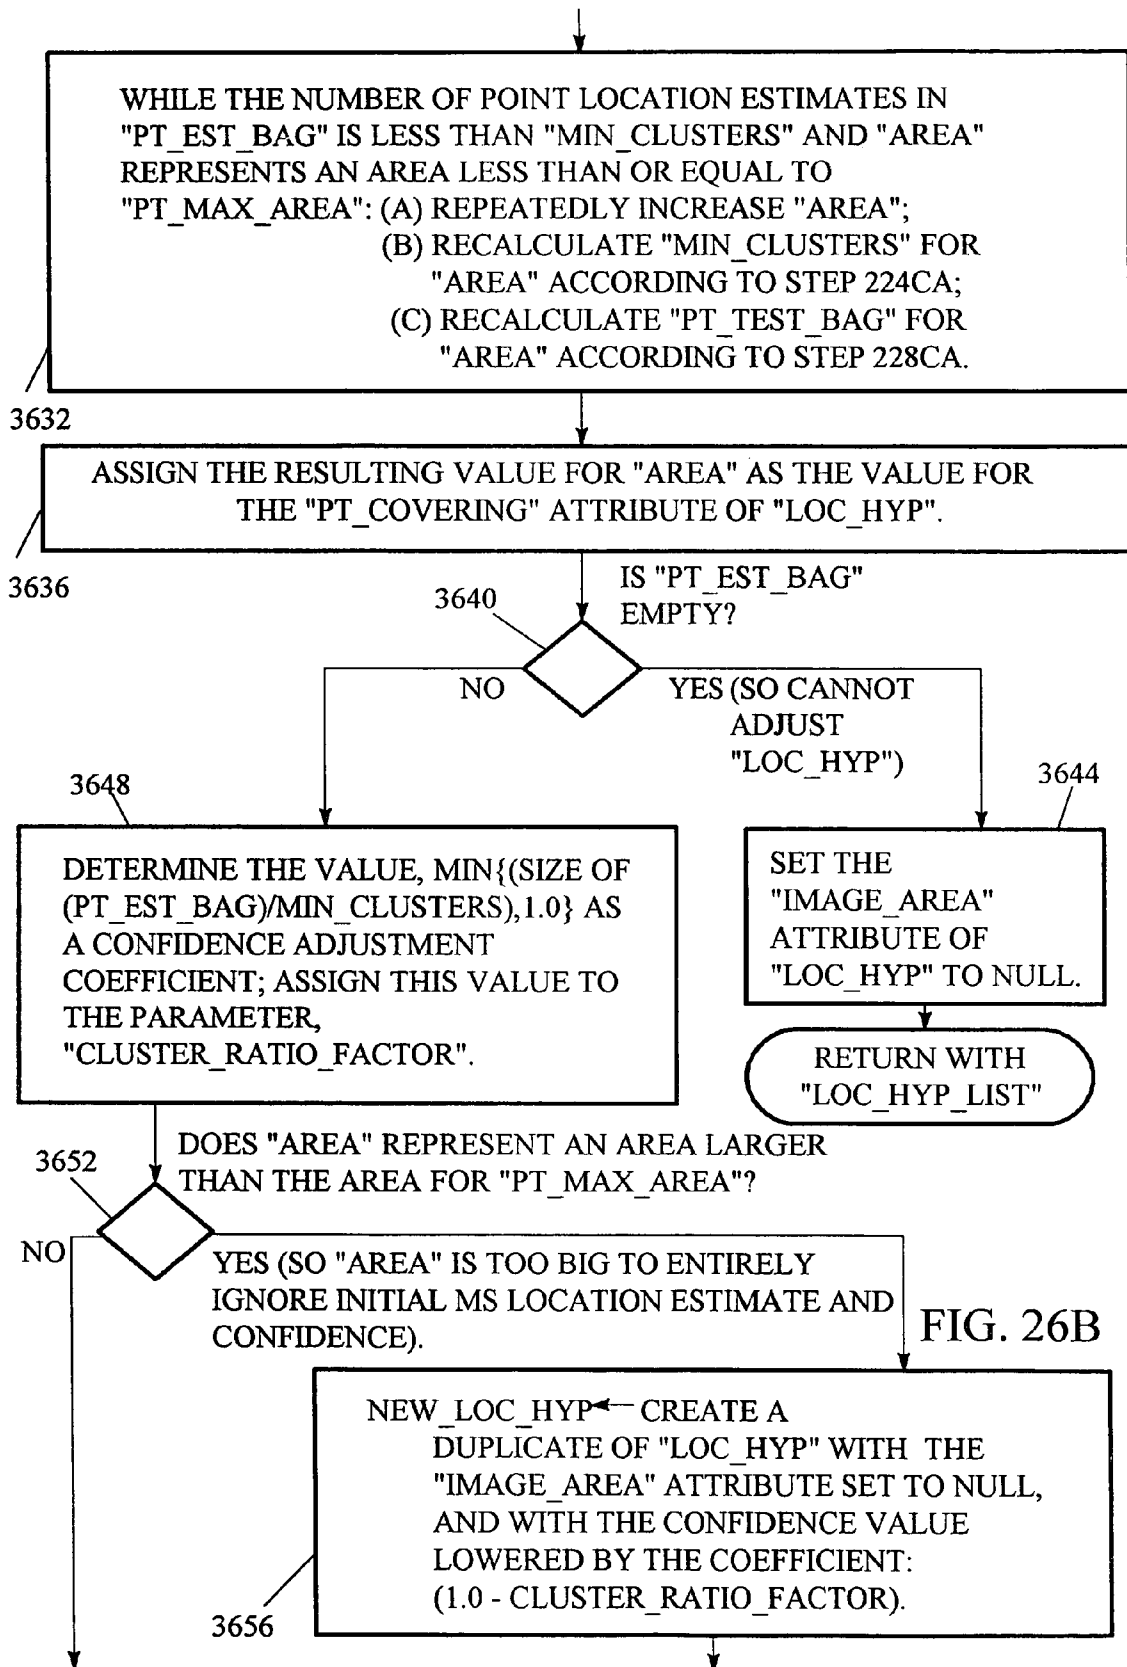 WHILE THE NUMBER OF POINT LOCATION ESTIMATES IN
"PT_EST_BAG" IS LESS THAN "MIN_CLUSTERS" AND "AREA"
REPRESENTS AN AREA LESS THAN OR EQUAL TO
"PT_MAX_AREA": (A) REPEATEDLY INCREASE "AREA";
(B) RECALCULATE "MIN_CLUSTERS" FOR
"AREA" ACCORDING TO STEP 224CA;
(C) RECALCULATE "PT_TEST_BAG" FOR
"AREA" ACCORDING TO STEP 228CA.
3632
ASSIGN THE RESULTING VALUE FOR "AREA" AS THE VALUE FOR
THE "PT_COVERING" ATTRIBUTE OF "LOC_HYP".
3636
IS "PT_EST_BAG"
EMPTY?
3640
NO
YES (SO CANNOT
ADJUST
"LOC_HYP")
3648
DETERMINE THE VALUE, MIN{(SIZE OF
(PT_EST_BAG)/MIN_CLUSTERS),1.0} AS
A CONFIDENCE ADJUSTMENT
COEFFICIENT; ASSIGN THIS VALUE TO
THE PARAMETER,
"CLUSTER_RATIO_FACTOR".
3644
SET THE
"IMAGE_AREA"
ATTRIBUTE OF
"LOC_HYP" TO NULL.
RETURN WITH
"LOC_HYP_LIST"
DOES "AREA" REPRESENT AN AREA LARGER
THAN THE AREA FOR "PT_MAX_AREA"?
3652
NO
YES (SO "AREA" IS TOO BIG TO ENTIRELY
IGNORE INITIAL MS LOCATION ESTIMATE AND
CONFIDENCE).
FIG. 26B
NEW_LOC_HYP CREATE A
DUPLICATE OF "LOC_HYP" WITH THE
"IMAGE_AREA" ATTRIBUTE SET TO NULL,
AND WITH THE CONFIDENCE VALUE
LOWERED BY THE COEFFICIENT:
(1.0 - CLUSTER_RATIO_FACTOR).
3656